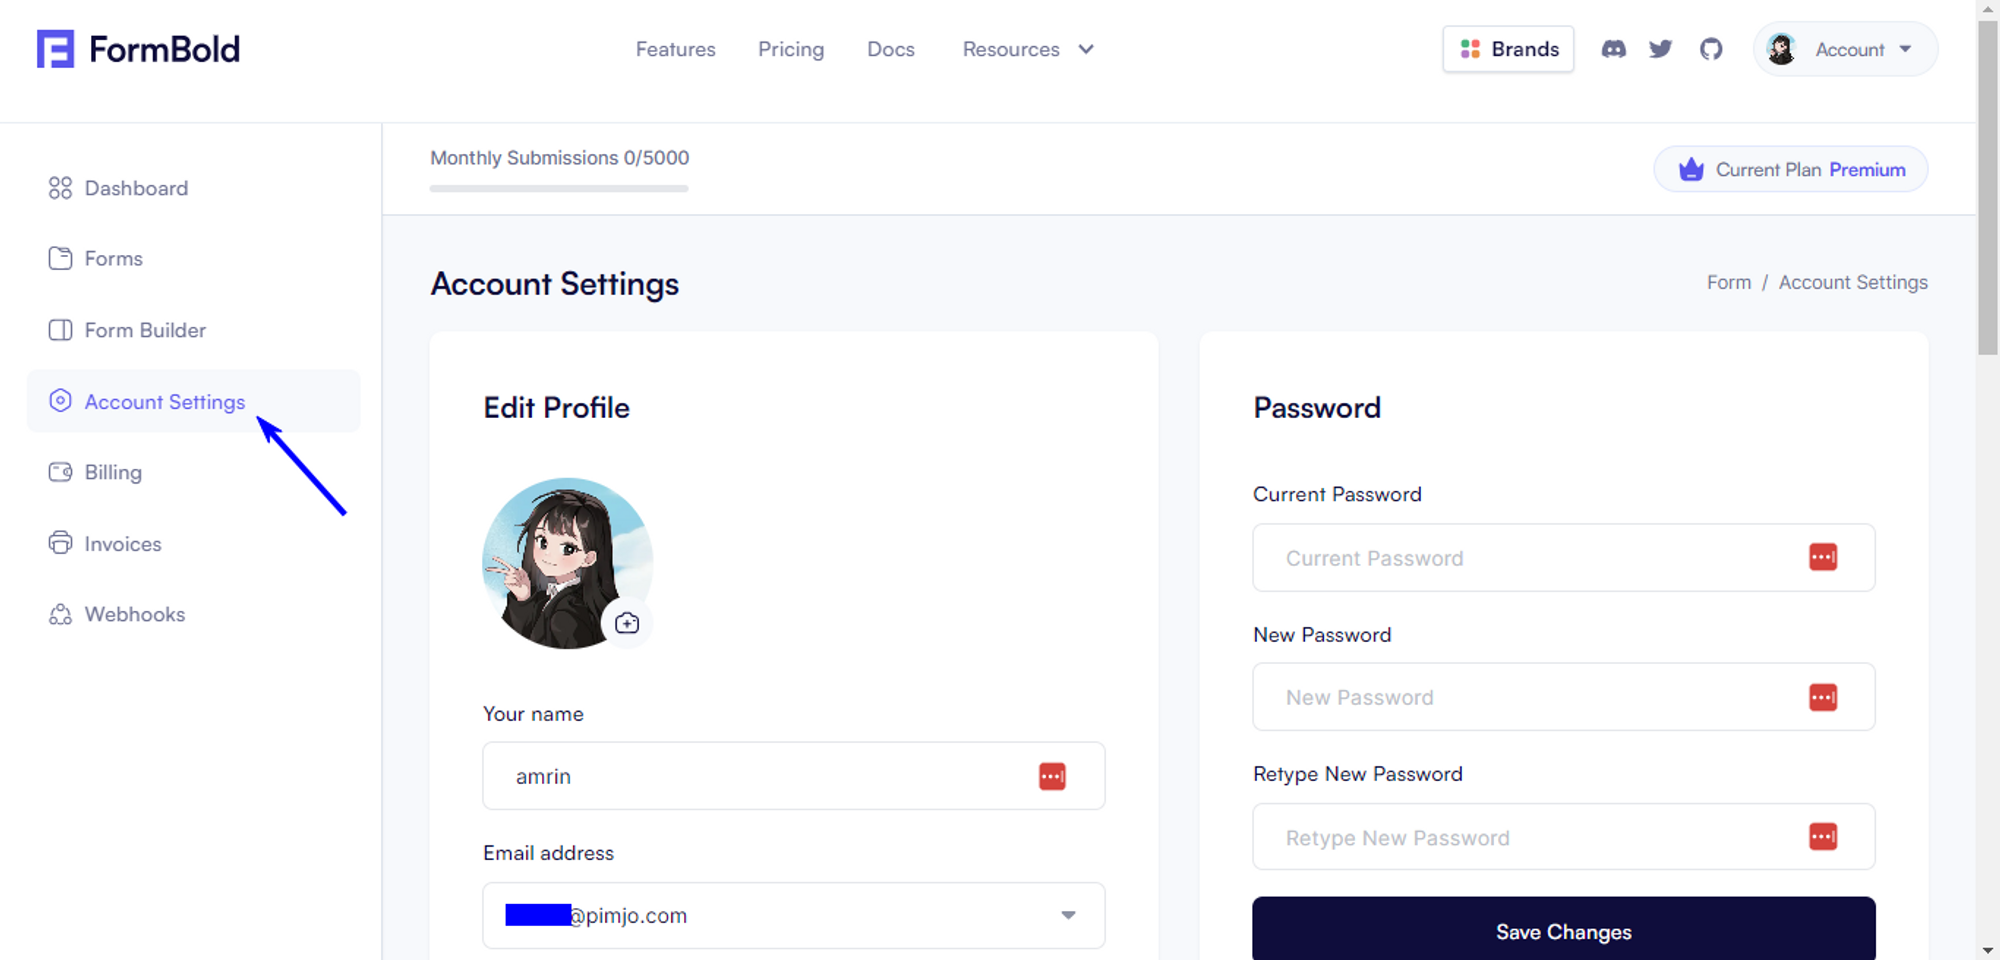 FormBold
Features
Pricing
Docs
Resources
Brands
Account
Dashboard
Forms
Form Builder
Account Settings
Billing
Invoices
Webhooks
Monthly Submissions 0/5000
Current Plan Premium
Account Settings
Form / Account Settings
Edit Profile
Your name
amrin
Email address
@pimjo.com
Password
Current Password
Current Password
New Password
New Password
Retype New Password
Retype New Password
Save Changes